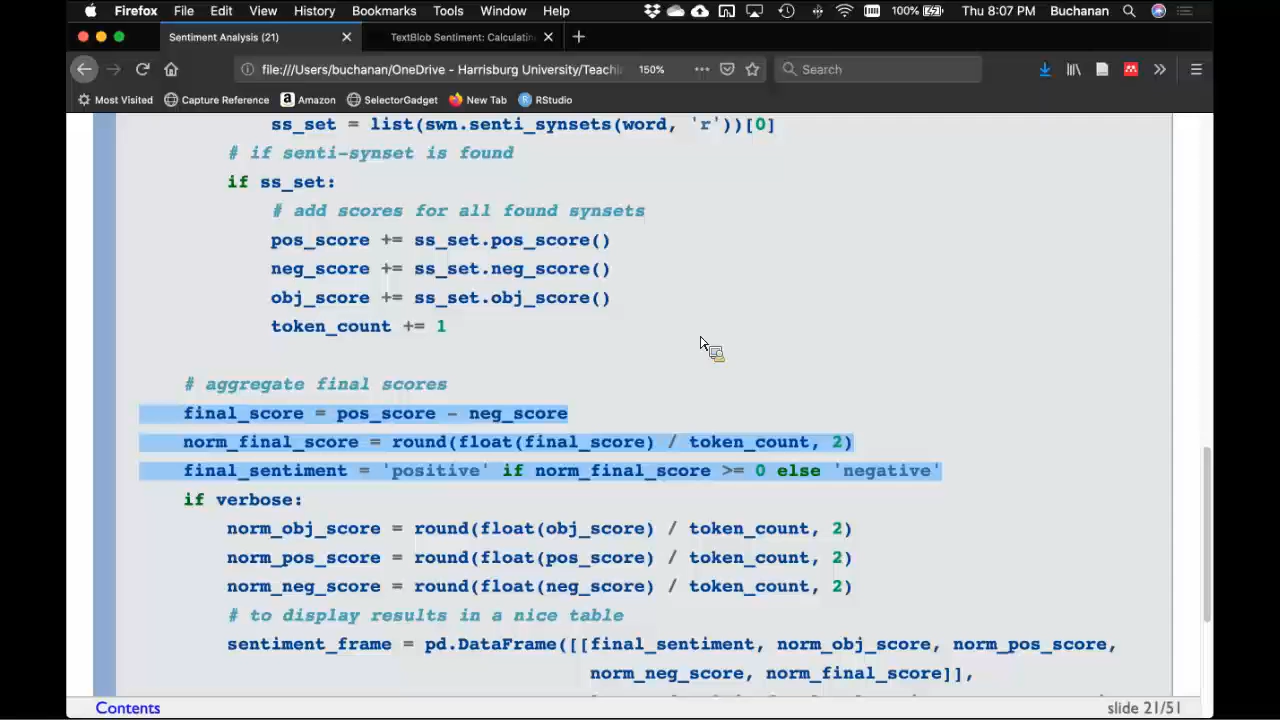 Firefox File Edit View History Bookmarks Tools Window Help 100% Thu 8:07 PM Buchanan
Sentiment Analysis (21) TextBlob Sentiment: Calculatin
file:///Users/buchanan/OneDrive - Harrisburg University/Teachi 150% Search
Most Visited Capture Reference Amazon SelectorGadget New Tab RStudio
ss_set = list(swn.senti_synsets(word, 'r'))[0]
# if senti-synset is found
if ss_set:
# add scores for all found synsets
pos_score += ss_set.pos_score()
neg_score += ss_set.neg_score()
obj_score += ss_set.obj_score()
token_count += 1
# aggregate final scores
final_score = pos_score - neg_score
norm_final_score = round(float(final_score) / token_count, 2)
final_sentiment = 'positive' if norm_final_score >= 0 else 'negative'
if verbose:
norm_obj_score = round(float(obj_score) / token_count, 2)
norm_pos_score = round(float(pos_score) / token_count, 2)
norm_neg_score = round(float(neg_score) / token_count, 2)
# to display results in a nice table
sentiment_frame = pd.DataFrame([[final_sentiment, norm_obj_score, norm_pos_score,
norm_neg_score, norm_final_score]],
Contents slide 21/51